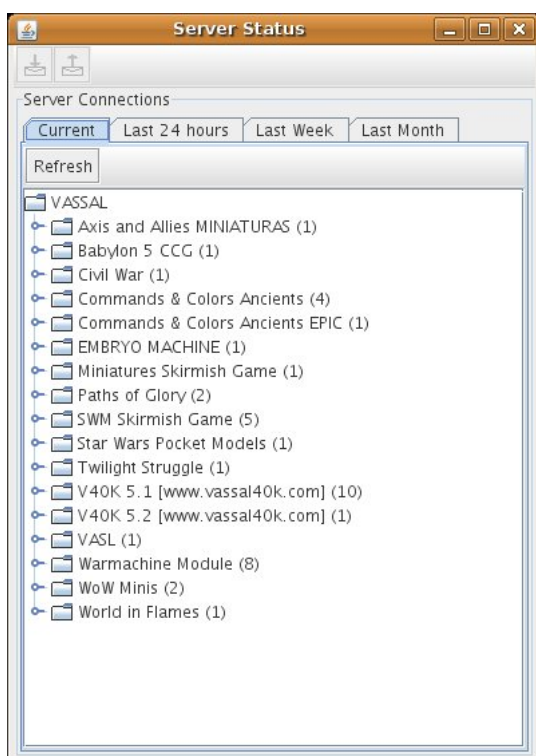 Server Status
Server Connections
Current Last 24 hours Last Week Last Month
Refresh
VASSAL
Axis and Allies MINIATURAS (1)
Babylon 5 CCG (1)
Civil War (1)
Commands & Colors Ancients (4)
Commands & Colors Ancients EPIC (1)
EMBRYO MACHINE (1)
Miniatures Skirmish Game (1)
Paths of Glory (2)
SWM Skirmish Game (5)
Star Wars Pocket Models (1)
Twilight Struggle (1)
V40K 5.1 [www.vassal40k.com] (10)
V40K 5.2 [www.vassal40k.com] (1)
VASL (1)
Warmachine Module (8)
WoW Minis (2)
World in Flames (1)